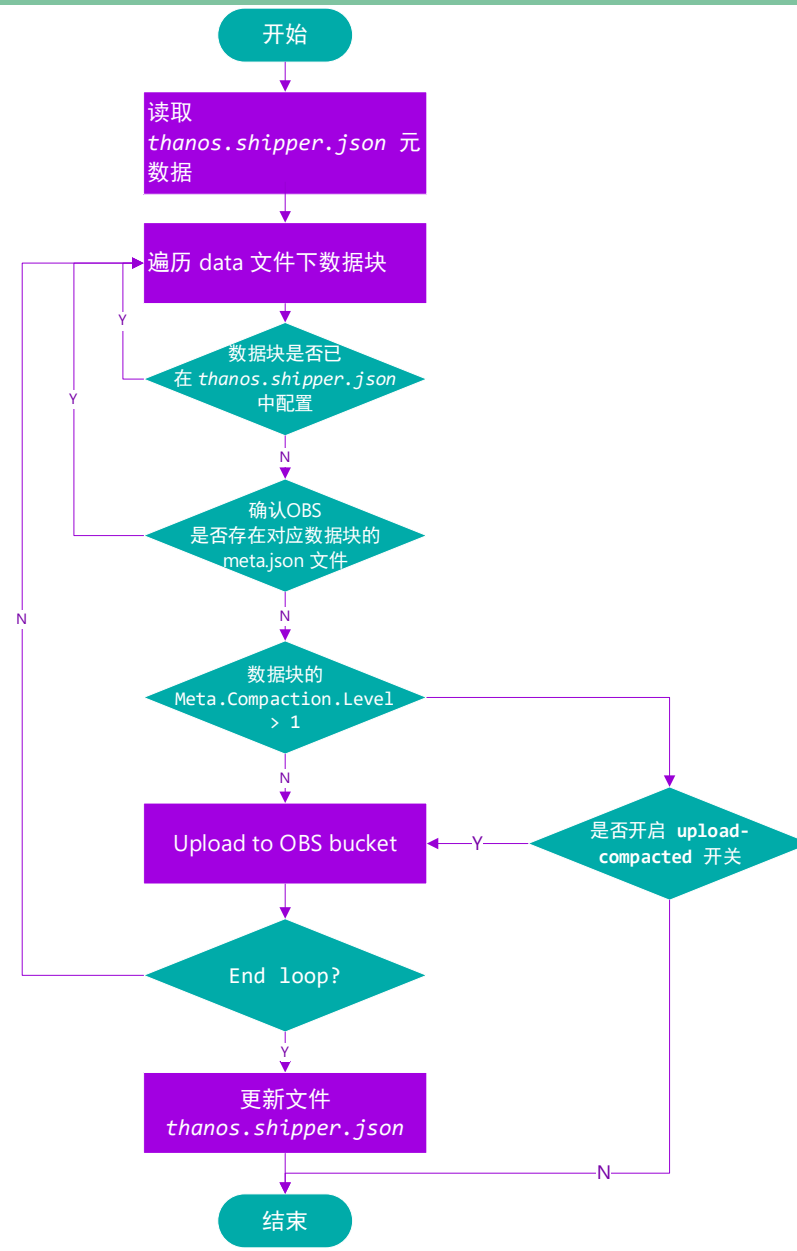 开始
读取
thanos.shipper.json 元
数据
遍历 data 文件下数据块
Y
数据块是否已
在 thanos.shipper.json
中配置
Y
N
确认OBS
是否存在对应数据块的
meta.json 文件
N
N
数据块的
Meta.Compaction.Level
> 1
N
Upload to OBS bucket
Y
是否开启 upload-
compacted 开关
End loop?
Y
更新文件
thanos.shipper.json
N
结束